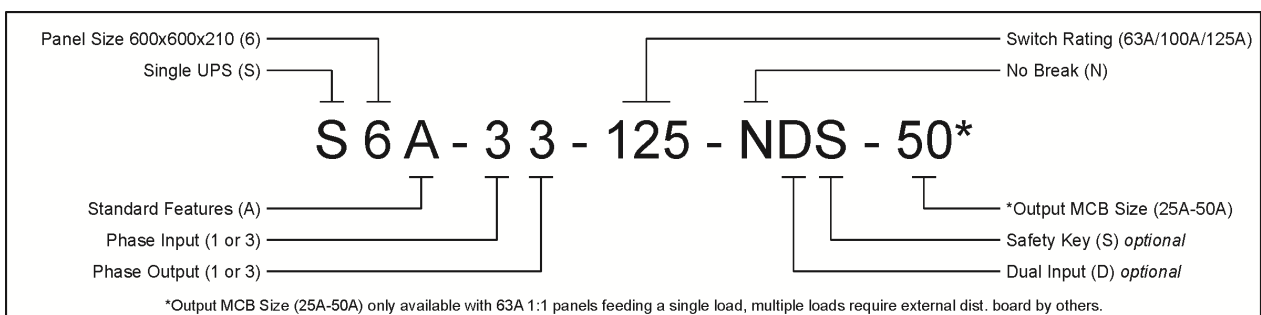 Panel Size 600x600x210 (6)
Switch Rating (63A/100A/125A)
Single UPS (S)
No Break (N)
S 6 A - 3 3 - 125 - NDS - 50*
Standard Features (A)
*Output MCB Size (25A-50A)
Phase Input (1 or 3)
Safety Key (S) optional
Phase Output (1 or 3)
Dual Input (D) optional
*Output MCB Size (25A-50A) only available with 63A 1:1 panels feeding a single load, multiple loads require external dist. board by others.